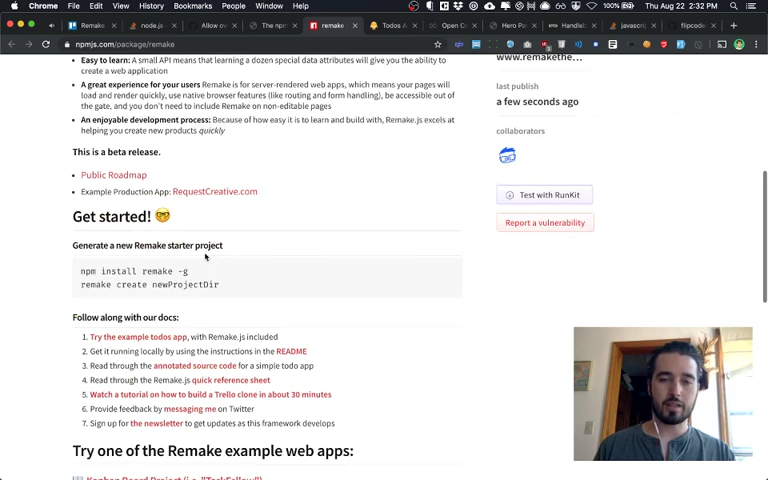 Chrome File Edit View History Bookmarks People Window Help 100% Thu Aug 22 2:32 PM
Remake node.js Allow ov The npm remake Todos A Open Co Hero Pa Handleb javascri flipcode
npmjs.com/package/remake
Easy to learn: A small API means that learning a dozen special data attributes will give you the ability to
create a web application
A great experience for your users Remake is for server-rendered web apps, which means your pages will
load and render quickly, use native browser features (like routing and form handling), be accessible out of
the gate, and you don't need to include Remake on non-editable pages
An enjoyable development process: Because of how easy it is to learn and build with, Remake.js excels at
helping you create new products quickly
This is a beta release.
Public Roadmap
Example Production App: RequestCreative.com
Get started! 🤓
Generate a new Remake starter project
npm install remake -g
remake create newProjectDir
Follow along with our docs:
1. Try the example todos app, with Remake.js included
2. Get it running locally by using the instructions in the README
3. Read through the annotated source code for a simple todo app
4. Read through the Remake.js quick reference sheet
5. Watch a tutorial on how to build a Trello clone in about 30 minutes
6. Provide feedback by messaging me on Twitter
7. Sign up for the newsletter to get updates as this framework develops
Try one of the Remake example web apps:
Kanban Board Project (i.e. "TaskFellow")
www.remakethe...
last publish
a few seconds ago
collaborators
Test with RunKit
Report a vulnerability